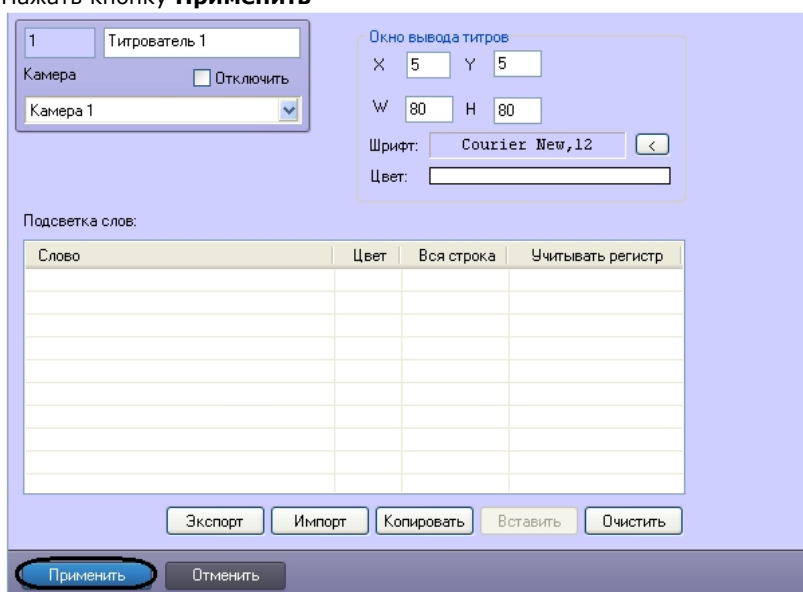 Нажать кнопку Применить
1 Титрователь 1
Камера Отключить
Камера 1
Окно вывода титров
X 5 Y 5
W 80 H 80
Шрифт: Courier New,12 <
Цвет:
Подсветка слов:
Слово Цвет Вся строка Учитывать регистр
Экспорт Импорт Копировать Вставить Очистить
Применить Отменить